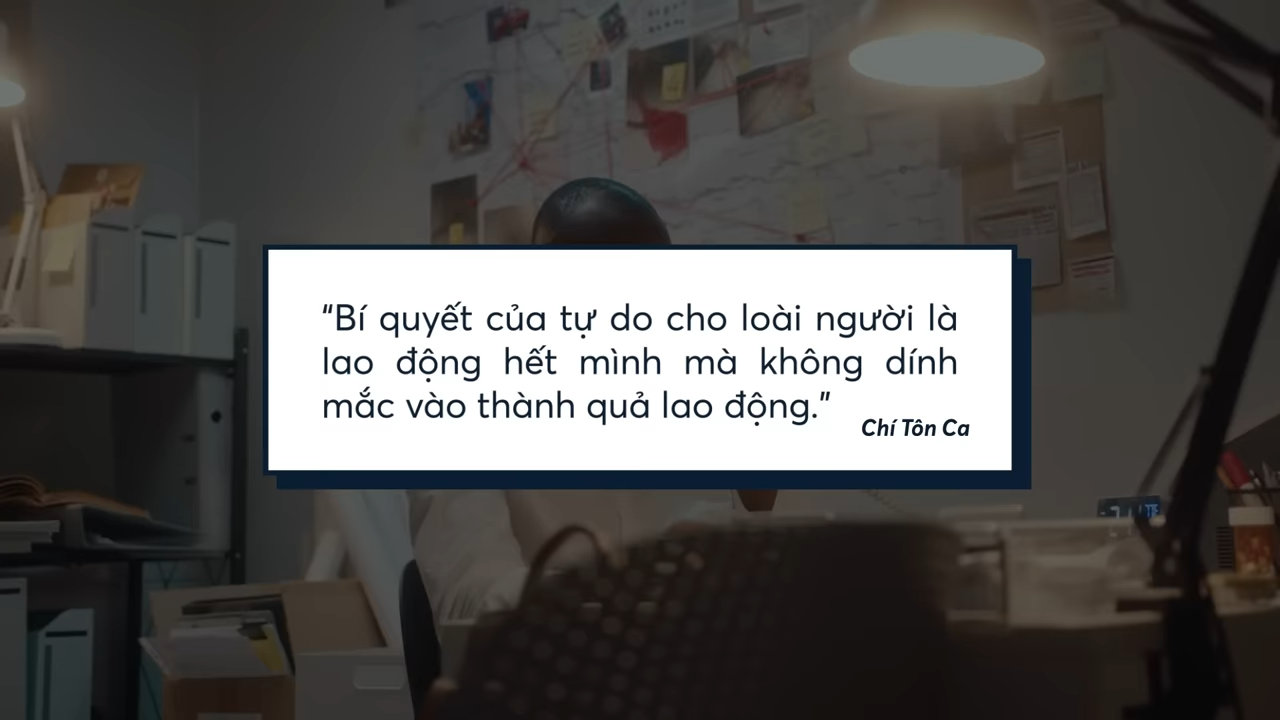 “Bí quyết của tự do cho loài người là
lao động hết mình mà không dính
mắc vào thành quả lao động.”
Chí Tôn Ca